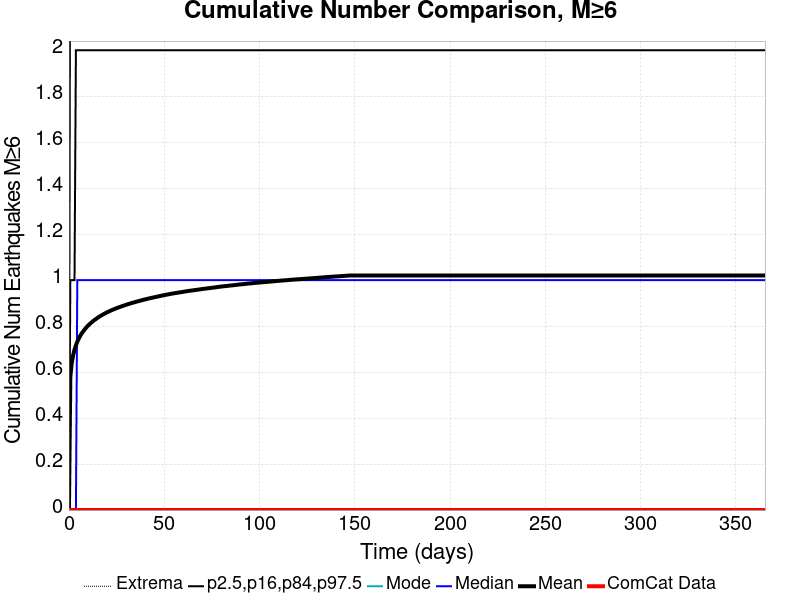 Cumulative Number Comparison, M≥6
Cumulative Num Earthquakes M≥6
2
1.8
1.6
1.4
1.2
1
0.8
0.6
0.4
0.2
0
0 50 100 150 200 250 300 350
Time (days)
Extrema p2.5,p16,p84,p97.5 Mode Median Mean ComCat Data